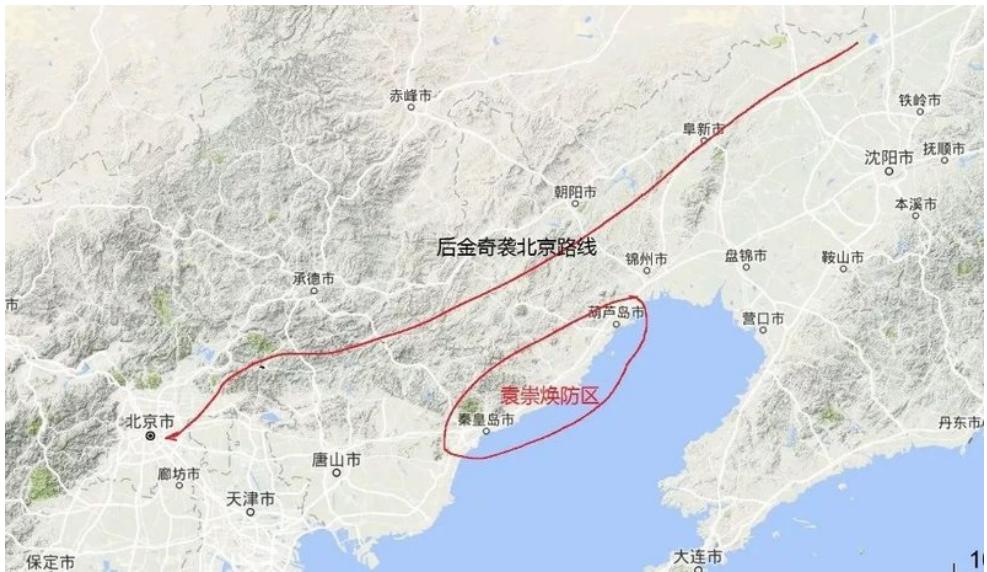 赤峰市
铁岭市
阜新市
沈阳市
抚顺市
朝阳市
本溪市
后金奇袭北京路线
锦州市
盘锦市
鞍山市
承德市
市
葫芦岛市
营口市
袁崇焕防区
北京市
秦皇岛市
丹东市
唐山市
廊坊市
天津市
保定市
大连市